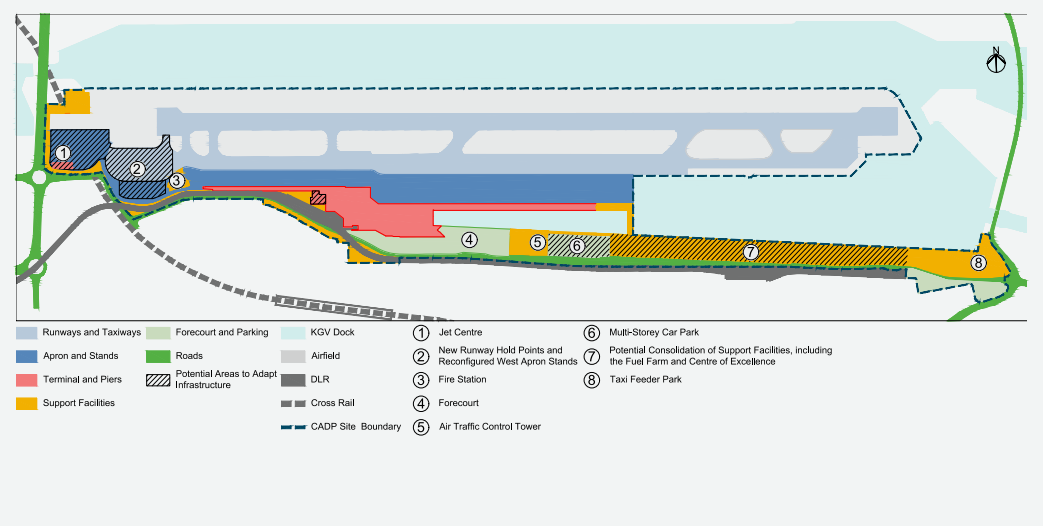 N
1
2
3
4
5
6
7
8
Runways and Taxiways
Apron and Stands
Terminal and Piers
Support Facilities
Forecourt and Parking
Roads
Potential Areas to Adapt
Infrastructure
KGV Dock
Airfield
DLR
Cross Rail
CADP Site Boundary
1 Jet Centre
2 New Runway Hold Points and
Reconfigured West Apron Stands
3 Fire Station
4 Forecourt
5 Air Traffic Control Tower
6 Multi-Storey Car Park
7 Potential Consolidation of Support Facilities, including
the Fuel Farm and Centre of Excellence
8 Taxi Feeder Park